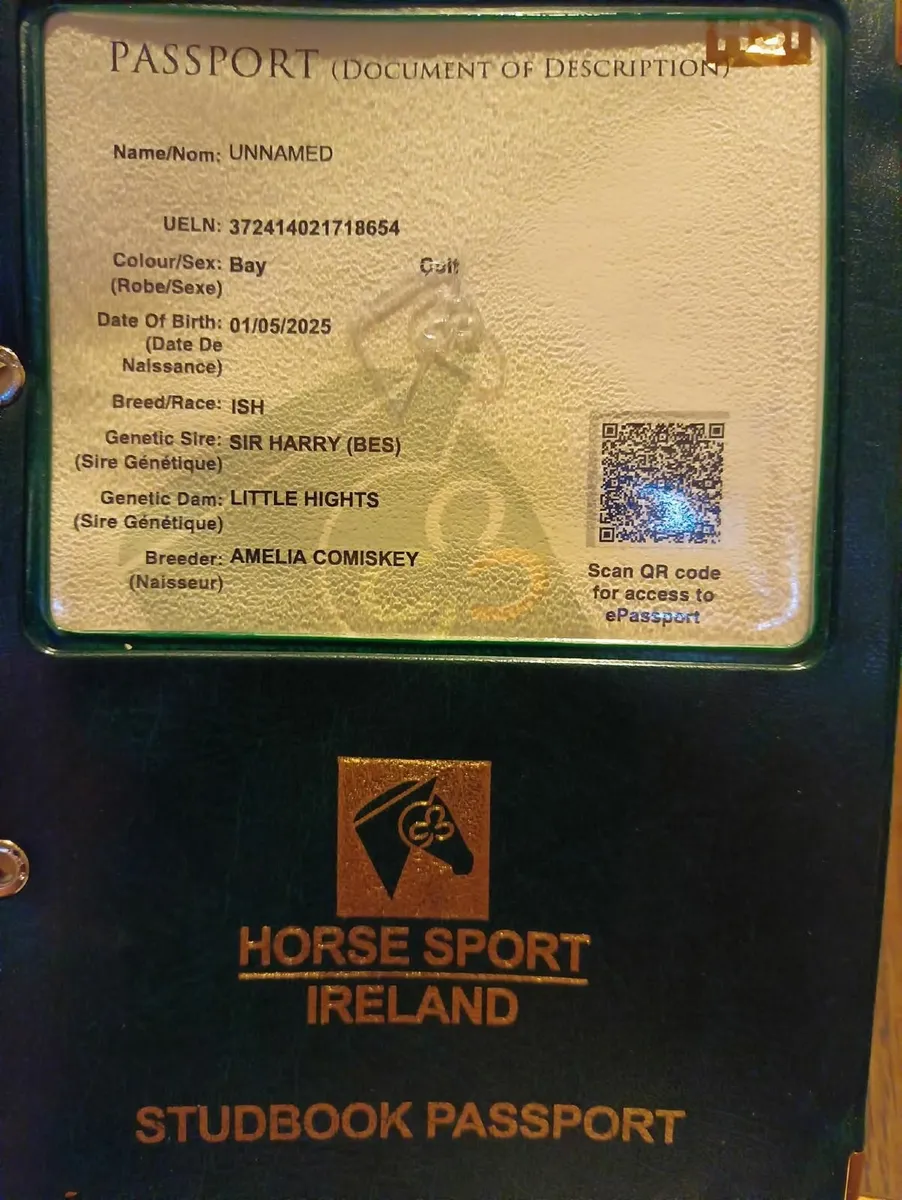 PASSPORT (DOCUMENT OF DESCRIPTION)
Name/Nom: UNNAMED
UELN: 372414021718654
Colour/Sex: Bay Colt
(Robe/Sexe)
Date Of Birth: 01/05/2025
(Date De
Naissance)
Breed/Race: ISH
Genetic Sire: SIR HARRY (BES)
(Sire Génétique)
Genetic Dam: LITTLE HIGHTS
(Sire Génétique)
Breeder: AMELIA COMISKEY
(Naisseur)
Scan QR code
for access to
ePassport
HORSE SPORT
IRELAND
STUDBOOK PASSPORT